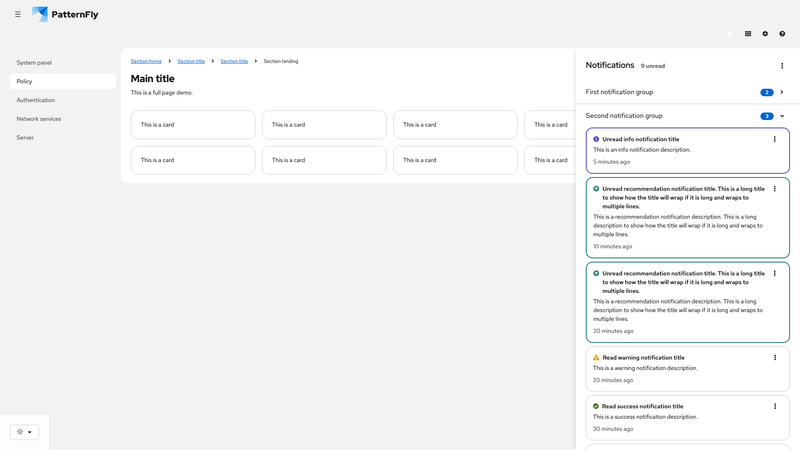 PatternFly
System panel
Policy
Authentication
Network services
Server
Section home Section title Section title Section landing
Main title
This is a full page demo.
This is a card This is a card This is a card This is a card
This is a card This is a card This is a card This is a card
Notifications 9 unread
First notification group 2
Second notification group 3
Unread info notification title
This is an info notification description.
5 minutes ago
Unread recommendation notification title. This is a long title
to show how the title will wrap if it is long and wraps to
multiple lines.
This is a recommendation notification description. This is a long
description to show how the title will wrap if it is long and wraps to
multiple lines.
10 minutes ago
Unread recommendation notification title. This is a long title
to show how the title will wrap if it is long and wraps to
multiple lines.
This is a recommendation notification description. This is a long
description to show how the title will wrap if it is long and wraps to
multiple lines.
20 minutes ago
Read warning notification title
This is a warning notification description.
20 minutes ago
Read success notification title
This is a success notification description.
30 minutes ago